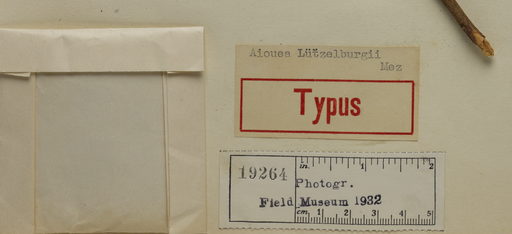 Aiouea Lützelburgii
Mez
Typus
19264
in. 1 2
Photogr.
Field Museum 1932
cm. 1 2 3 4 5